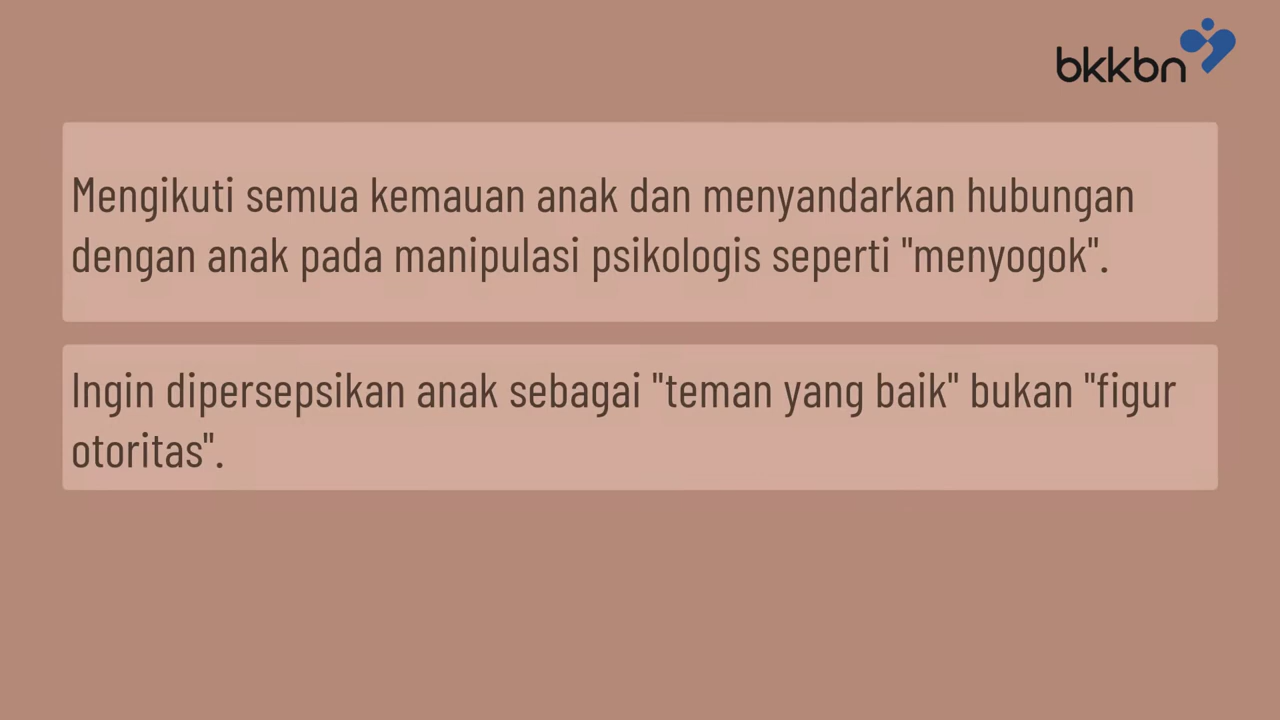 bkkbn
Mengikuti semua kemauan anak dan menyandarkan hubungan
dengan anak pada manipulasi psikologis seperti "menyogok".
Ingin dipersepsikan anak sebagai "teman yang baik" bukan "figur
otoritas".